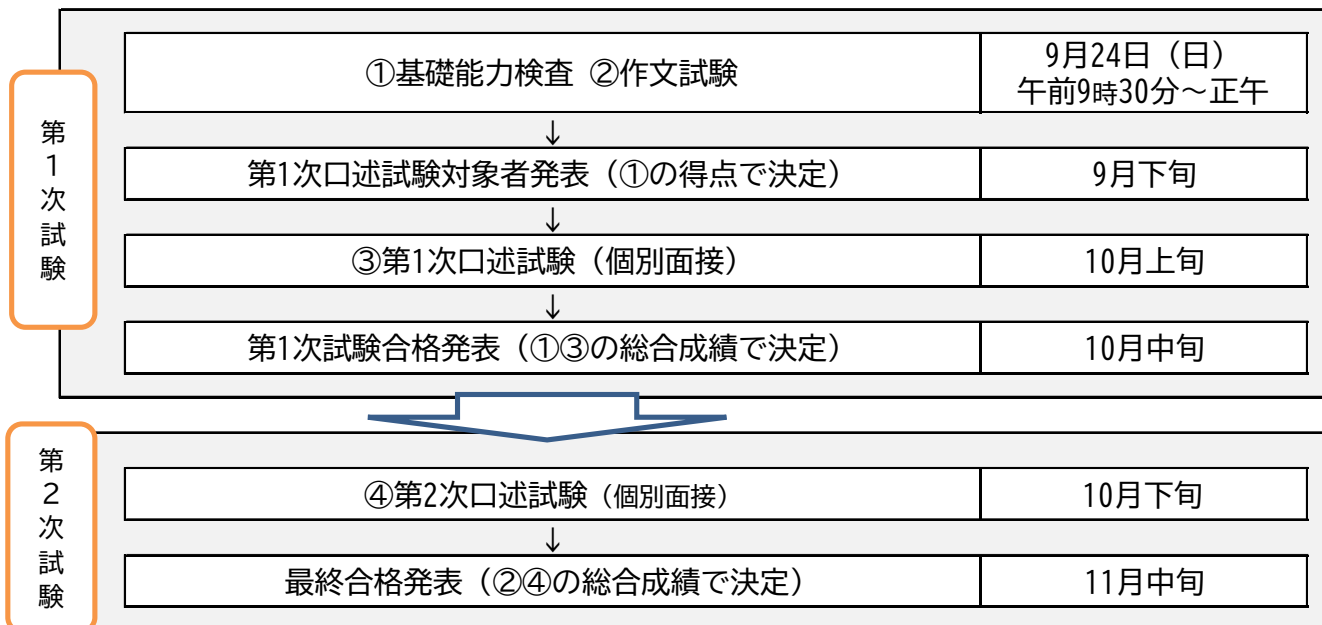 第1次試験
①基礎能力検査 ②作文試験
9月24日（日）
午前9時30分～正午
↓
第1次口述試験対象者発表（①の得点で決定）
9月下旬
↓
③第1次口述試験（個別面接）
10月上旬
↓
第1次試験合格発表（①③の総合成績で決定）
10月中旬
第2次試験
④第2次口述試験（個別面接）
10月下旬
↓
最終合格発表（②④の総合成績で決定）
11月中旬